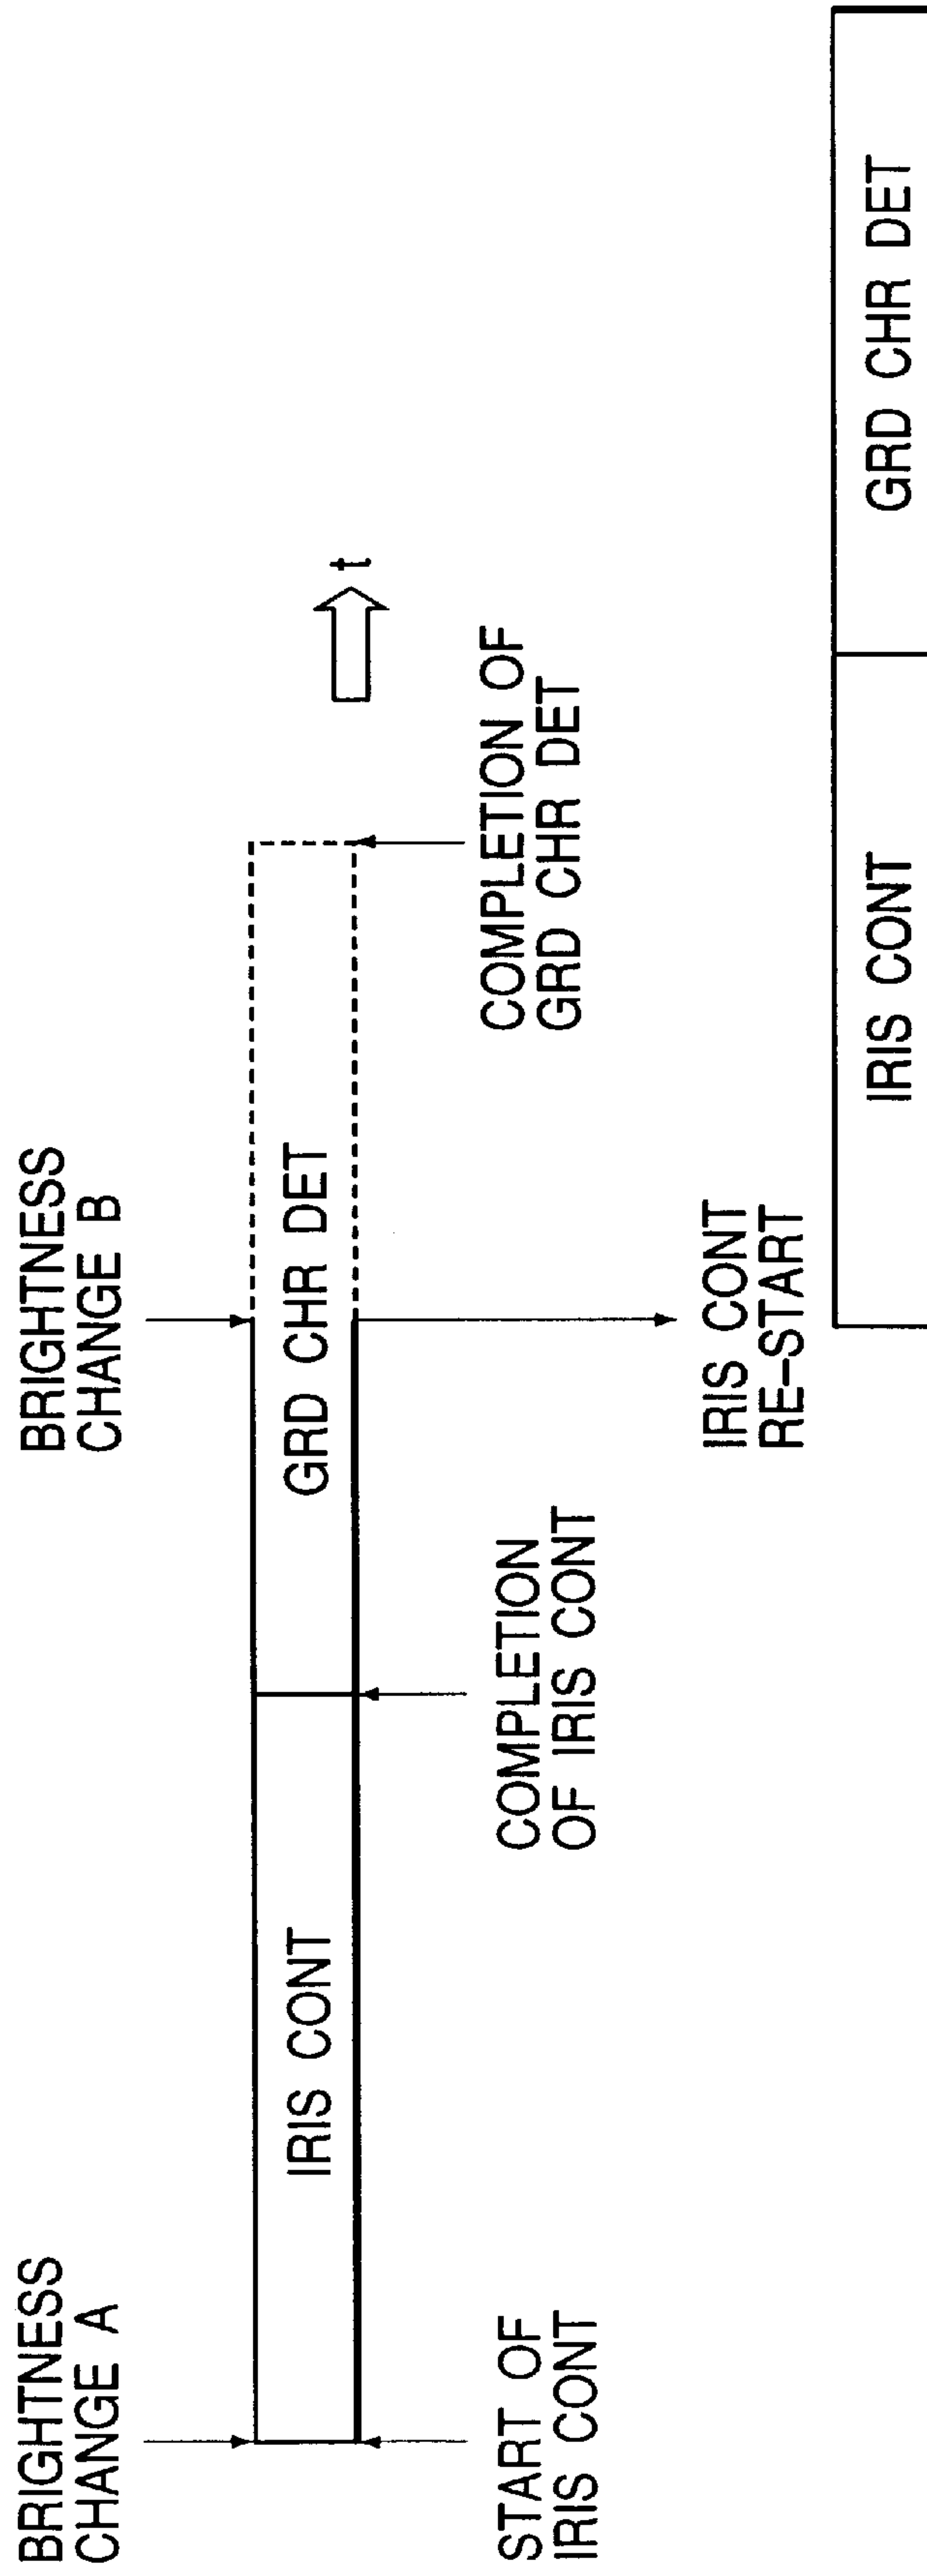 BRIGHTNESS
CHANGE A
BRIGHTNESS
CHANGE B
IRIS CONT
GRD CHR DET
t
START OF
IRIS CONT
COMPLETION
OF IRIS CONT
COMPLETION OF
GRD CHR DET
IRIS CONT
RE-START
IRIS CONT
GRD CHR DET